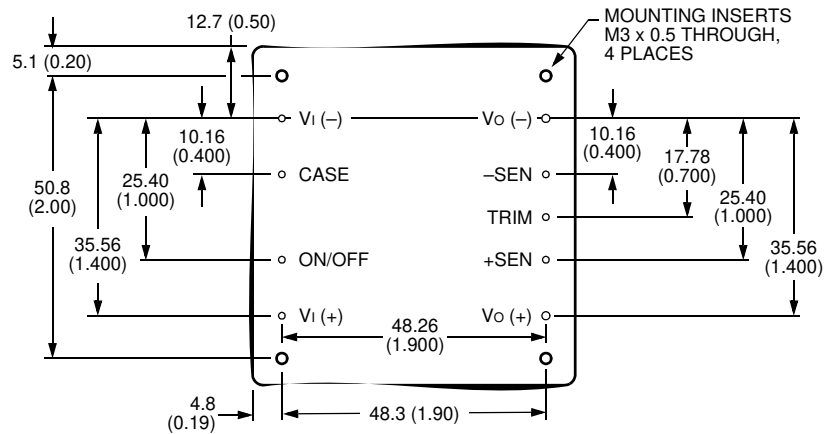 12.7 (0.50)
MOUNTING INSERTS
M3 x 0.5 THROUGH,
4 PLACES
5.1 (0.20)
VI (–)
VO (–)
10.16
(0.400)
10.16
(0.400)
17.78
(0.700)
CASE
–SEN
25.40
(1.000)
50.8
(2.00)
25.40
(1.000)
TRIM
35.56
(1.400)
35.56
(1.400)
ON/OFF
+SEN
VI (+)
VO (+)
48.26
(1.900)
4.8
(0.19)
48.3 (1.90)